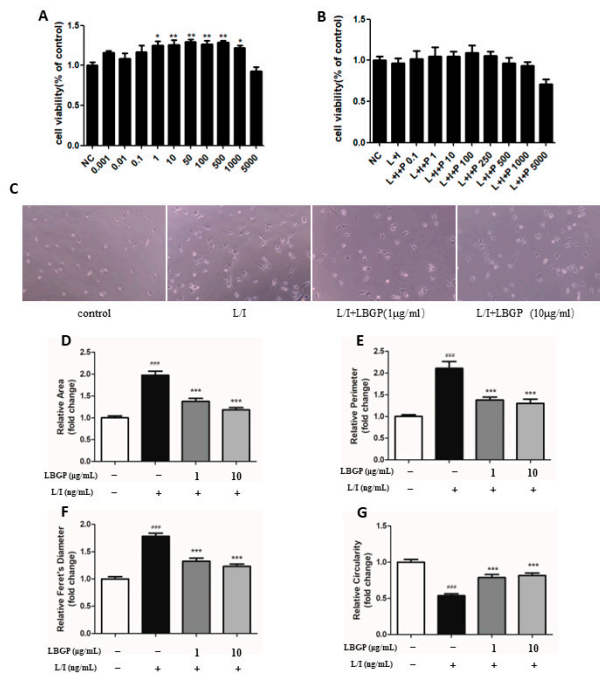 A
cell viability(% of control)
1.5
1.0
0.5
0.0
* ** ** ** ** *
NC 0.001 0.01 0.1 1 10 50 100 500 1000 5000
B
cell viability(% of control)
1.5
1.0
0.5
0.0
NC L+I L+I+P 0.1 L+I+P 1 L+I+P 10 L+I+P 100 L+I+P 250 L+I+P 500 L+I+P 1000 L+I+P 5000
C
control L/I L/I+LBGP(1μg/ml) L/I+LBGP (10μg/ml)
D
Relative Area
(fold change)
2.5
2.0
1.5
1.0
0.5
0.0
###
***
***
LBGP (μg/mL) – – 1 10
L/I (ng/mL) – + + +
E
Relative Perimeter
(fold change)
2.5
2.0
1.5
1.0
0.5
0.0
###
***
***
LBGP (μg/mL) – – 1 10
L/I (ng/mL) – + + +
F
Relative Feret's Diameter
(fold change)
2.0
1.5
1.0
0.5
0.0
###
***
***
LBGP (μg/mL) – – 1 10
L/I (ng/mL) – + + +
G
Relative Circularity
(fold change)
1.5
1.0
0.5
0.0
###
***
***
LBGP (μg/mL) – – 1 10
L/I (ng/mL) – + + +